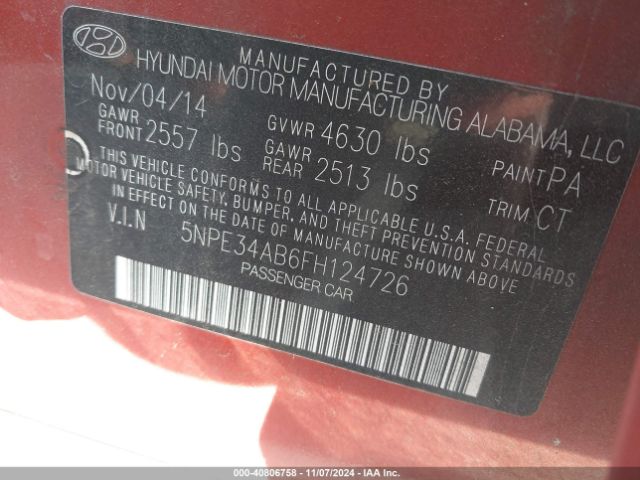 MANUFACTURED BY
HYUNDAI MOTOR MANUFACTURING ALABAMA, LLC
Nov/04/14
GAWR FRONT 2557 lbs
GVWR 4630 lbs
GAWR REAR 2513 lbs
PAINT PA
TRIM CT
THIS VEHICLE CONFORMS TO ALL APPLICABLE U.S.A. FEDERAL
MOTOR VEHICLE SAFETY, BUMPER, AND THEFT PREVENTION STANDARDS
IN EFFECT ON THE DATE OF MANUFACTURE SHOWN ABOVE
V.I.N 5NPE34AB6FH124726
PASSENGER CAR
000-40806758 - 11/07/2024 - IAA Inc.